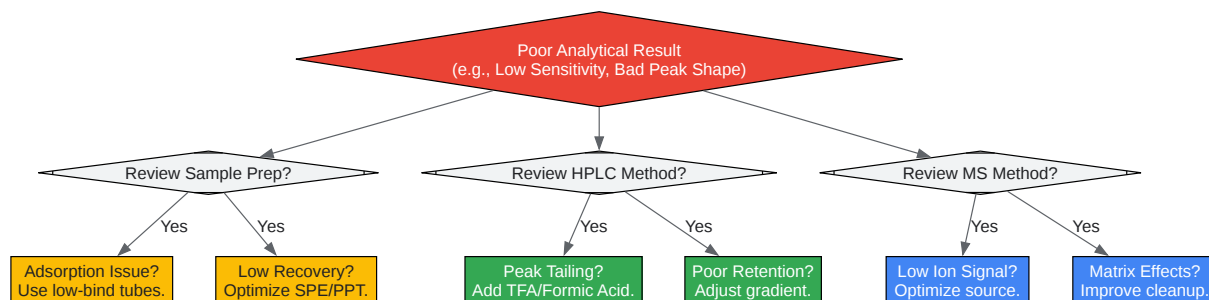 Poor Analytical Result
(e.g., Low Sensitivity, Bad Peak Shape)
Review Sample Prep?
Review HPLC Method?
Review MS Method?
Yes
Yes
Yes
Yes
Yes
Yes
Adsorption Issue?
Use low-bind tubes.
Low Recovery?
Optimize SPE/PPT.
Peak Tailing?
Add TFA/Formic Acid.
Poor Retention?
Adjust gradient.
Low Ion Signal?
Optimize source.
Matrix Effects?
Improve cleanup.